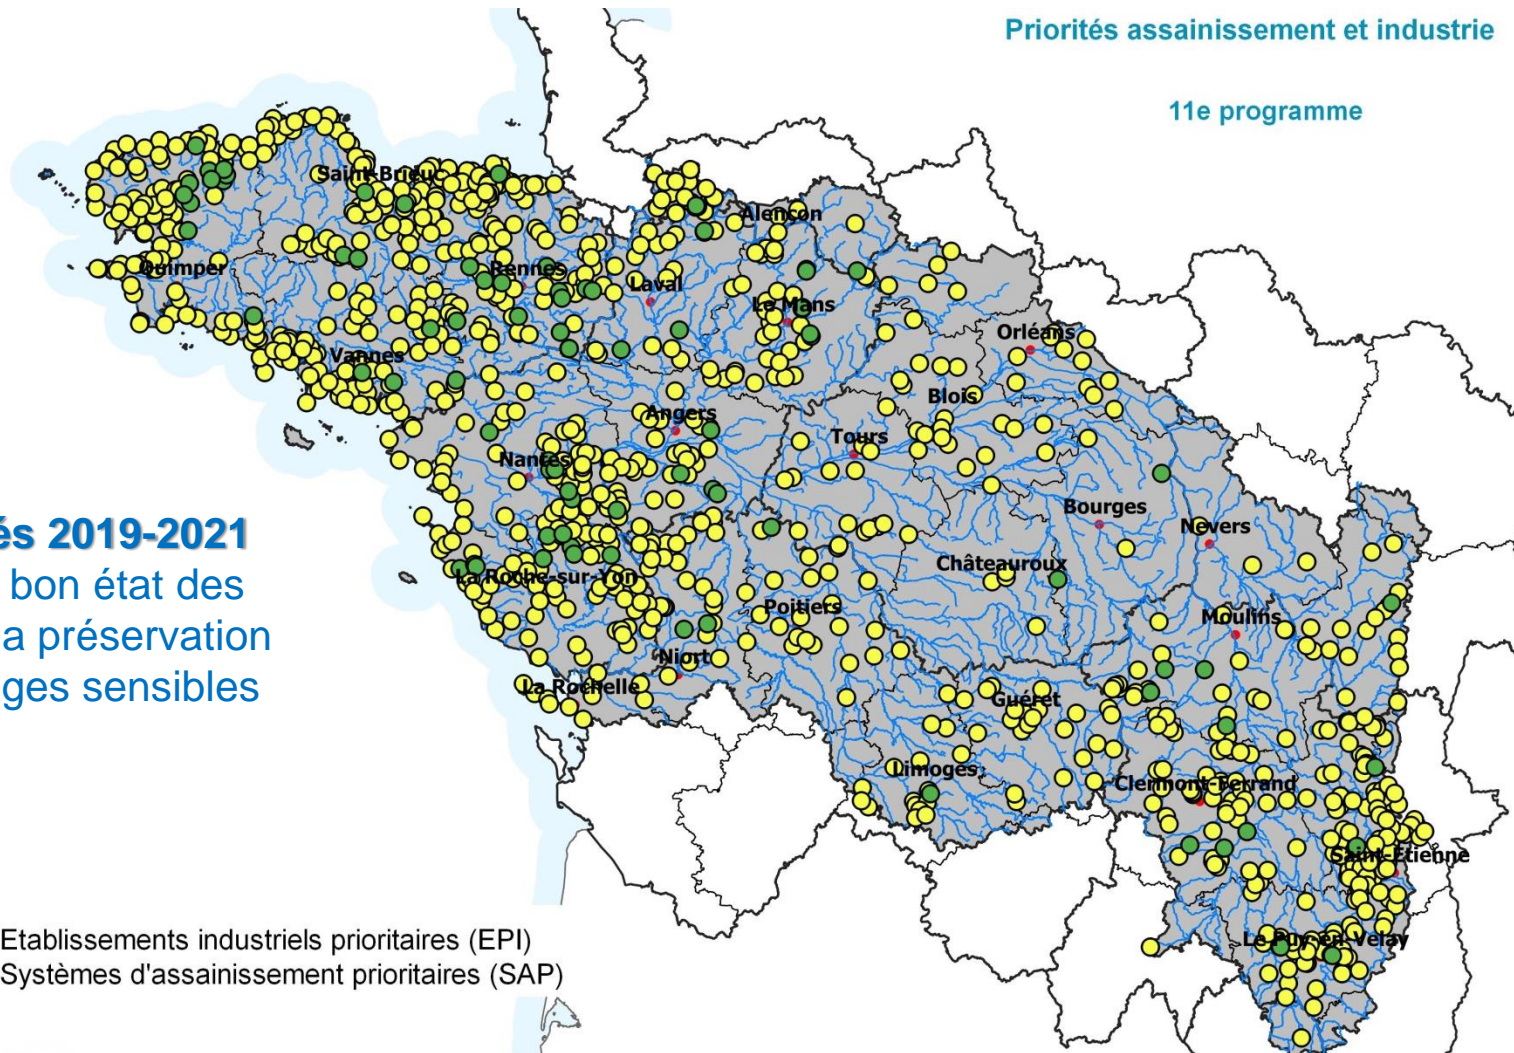 Priorités assainissement et industrie
11e programme
és 2019-2021
bon état des
a préservation
ges sensibles
Saint-Brieuc
Alençon
Quimper
Rennes
Laval
Le Mans
Orléans
Vannes
Blois
Angers
Tours
Nantes
Bourges
Nevers
Châteauroux
La Roche-sur-Yon
Poitiers
Moulins
Niort
La Rochelle
Guéret
Limoges
Clermont-Ferrand
Saint-Etienne
Le Puy-en-Velay
Etablissements industriels prioritaires (EPI)
Systèmes d'assainissement prioritaires (SAP)